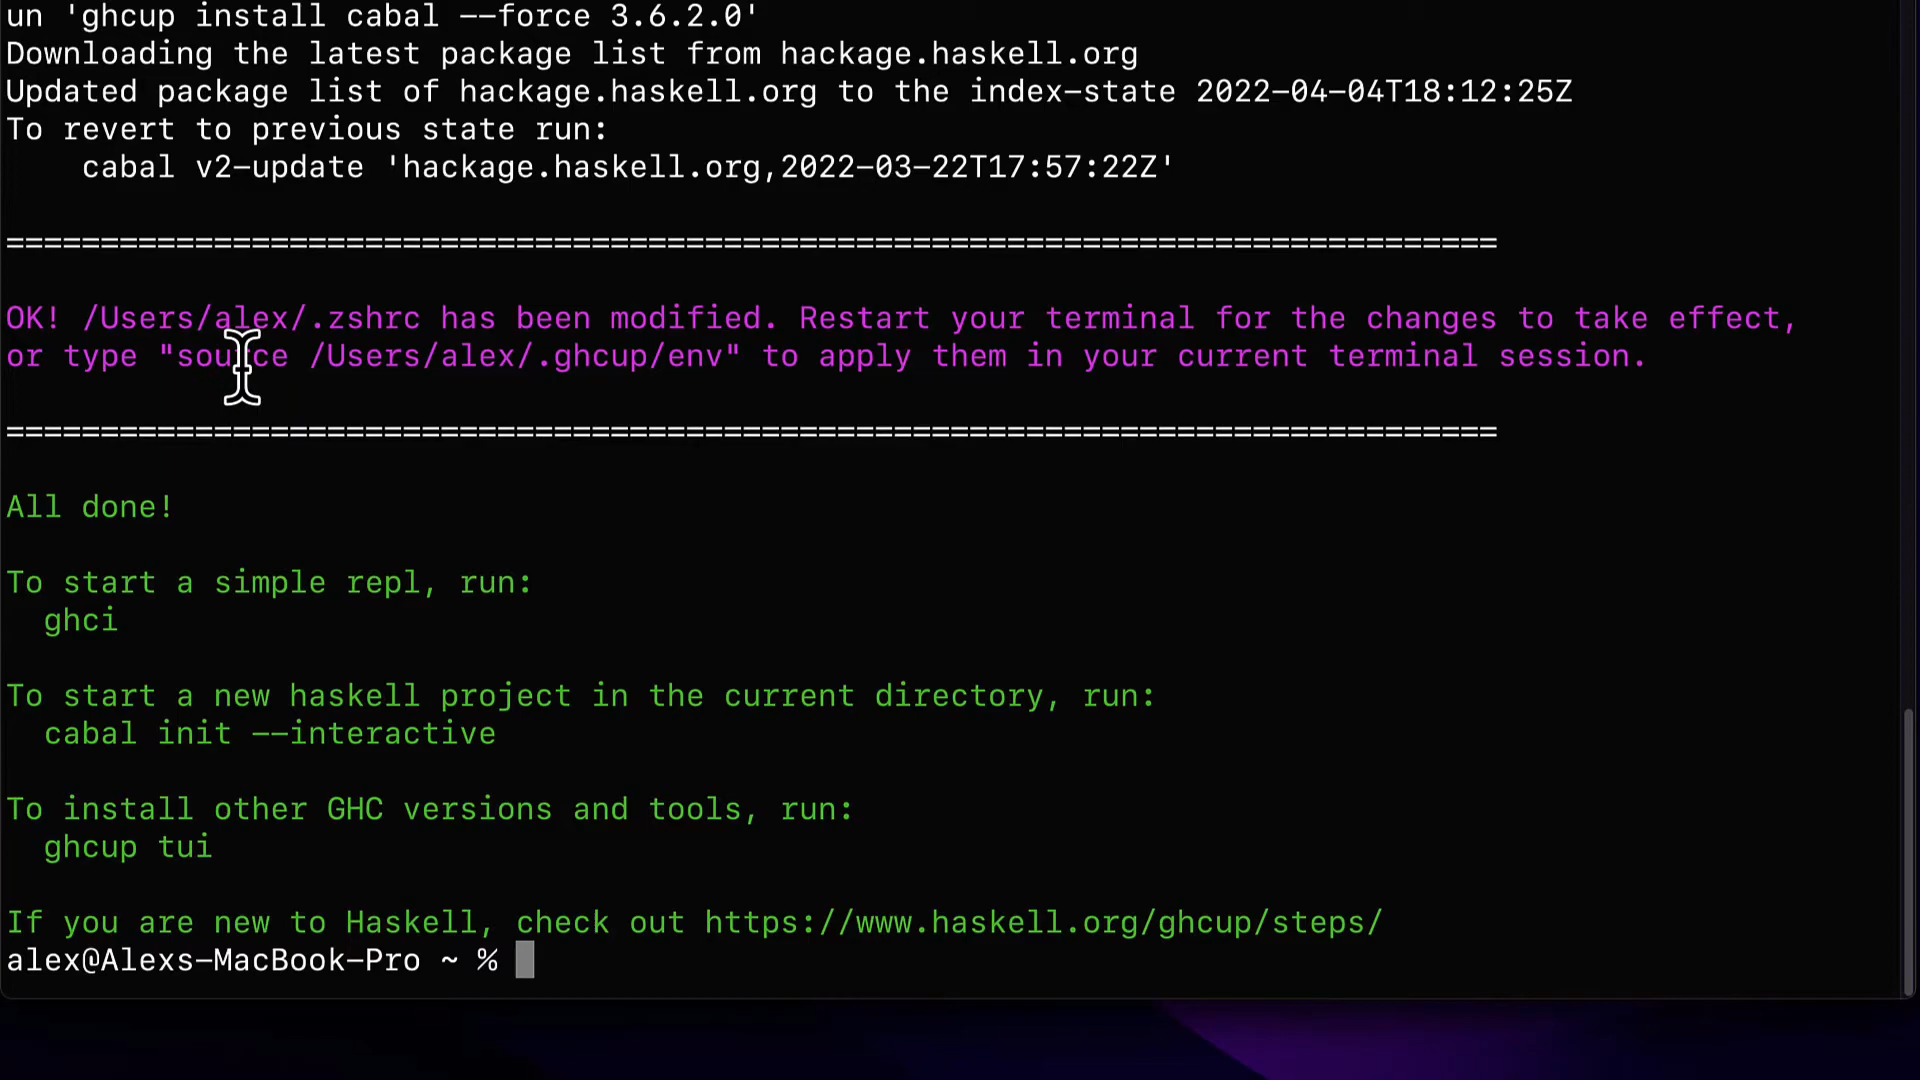 un 'ghcup install cabal --force 3.6.2.0'
Downloading the latest package list from hackage.haskell.org
Updated package list of hackage.haskell.org to the index-state 2022-04-04T18:12:25Z
To revert to previous state run:
    cabal v2-update 'hackage.haskell.org,2022-03-22T17:57:22Z'
===============================================================================
OK! /Users/alex/.zshrc has been modified. Restart your terminal for the changes to take effect,
or type "source /Users/alex/.ghcup/env" to apply them in your current terminal session.
===============================================================================
All done!
To start a simple repl, run:
  ghci
To start a new haskell project in the current directory, run:
  cabal init --interactive
To install other GHC versions and tools, run:
  ghcup tui
If you are new to Haskell, check out https://www.haskell.org/ghcup/steps/
alex@Alexs-MacBook-Pro ~ %